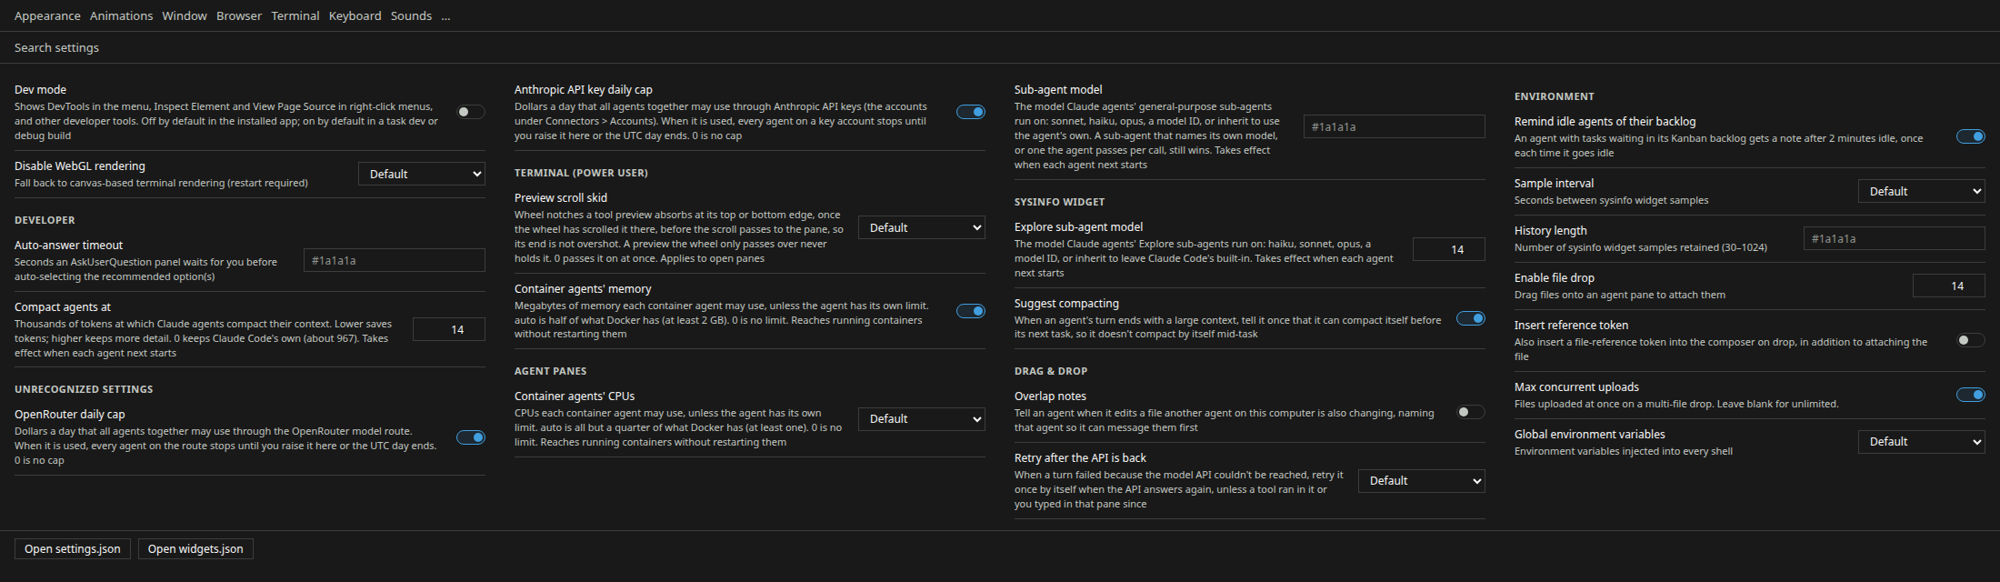 Appearance Animations Window Browser Terminal Keyboard Sounds ...
Search settings
Dev mode
Shows DevTools in the menu, Inspect Element and View Page Source in right-click menus,
and other developer tools. Off by default in the installed app; on by default in a task dev or
debug build
Disable WebGL rendering
Fall back to canvas-based terminal rendering (restart required)
Default
DEVELOPER
Auto-answer timeout
Seconds an AskUserQuestion panel waits for you before
auto-selecting the recommended option(s)
#1a1a1a
Compact agents at
Thousands of tokens at which Claude agents compact their context. Lower saves
tokens; higher keeps more detail. 0 keeps Claude Code's own (about 967). Takes
effect when each agent next starts
14
UNRECOGNIZED SETTINGS
OpenRouter daily cap
Dollars a day that all agents together may use through the OpenRouter model route.
When it is used, every agent on the route stops until you raise it here or the UTC day ends.
0 is no cap
Anthropic API key daily cap
Dollars a day that all agents together may use through Anthropic API keys (the accounts
under Connectors > Accounts). When it is used, every agent on a key account stops until
you raise it here or the UTC day ends. 0 is no cap
TERMINAL (POWER USER)
Preview scroll skid
Wheel notches a tool preview absorbs at its top or bottom edge, once
the wheel has scrolled it there, before the scroll passes to the pane, so
its end is not overshot. A preview the wheel only passes over never
holds it. 0 passes it on at once. Applies to open panes
Default
Container agents' memory
Megabytes of memory each container agent may use, unless the agent has its own limit.
auto is half of what Docker has (at least 2 GB). 0 is no limit. Reaches running containers
without restarting them
AGENT PANES
Container agents' CPUs
CPUs each container agent may use, unless the agent has its own
limit. auto is all but a quarter of what Docker has (at least one). 0 is no
limit. Reaches running containers without restarting them
Default
Sub-agent model
The model Claude agents' general-purpose sub-agents
run on: sonnet, haiku, opus, a model ID, or inherit to use
the agent's own. A sub-agent that names its own model,
or one the agent passes per call, still wins. Takes effect
when each agent next starts
#1a1a1a
SYSINFO WIDGET
Explore sub-agent model
The model Claude agents' Explore sub-agents run on: haiku, sonnet, opus, a
model ID, or inherit to leave Claude Code's built-in. Takes effect when each agent
next starts
14
Suggest compacting
When an agent's turn ends with a large context, tell it once that it can compact itself before
its next task, so it doesn't compact by itself mid-task
DRAG & DROP
Overlap notes
Tell an agent when it edits a file another agent on this computer is also changing, naming
that agent so it can message them first
Retry after the API is back
When a turn failed because the model API couldn't be reached, retry it
once by itself when the API answers again, unless a tool ran in it or
you typed in that pane since
Default
ENVIRONMENT
Remind idle agents of their backlog
An agent with tasks waiting in its Kanban backlog gets a note after 2 minutes idle, once
each time it goes idle
Sample interval
Seconds between sysinfo widget samples
Default
History length
Number of sysinfo widget samples retained (30–1024)
#1a1a1a
Enable file drop
Drag files onto an agent pane to attach them
14
Insert reference token
Also insert a file-reference token into the composer on drop, in addition to attaching the
file
Max concurrent uploads
Files uploaded at once on a multi-file drop. Leave blank for unlimited.
Global environment variables
Environment variables injected into every shell
Default
Open settings.json
Open widgets.json